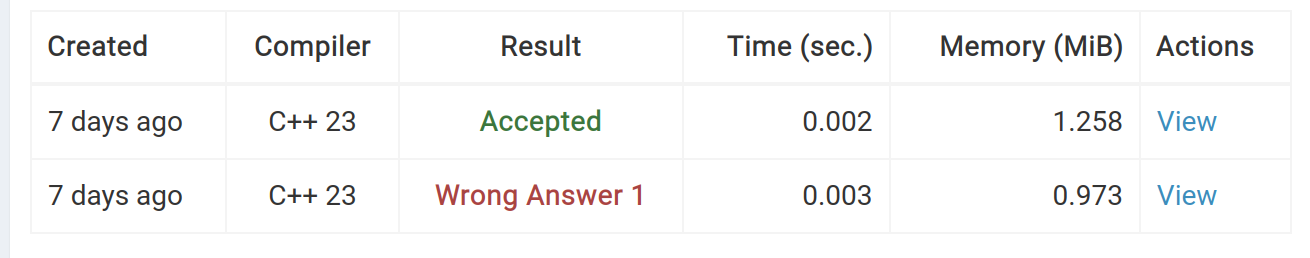 Created Compiler Result Time (sec.) Memory (MiB) Actions
7 days ago C++ 23 Accepted 0.002 1.258 View
7 days ago C++ 23 Wrong Answer 1 0.003 0.973 View